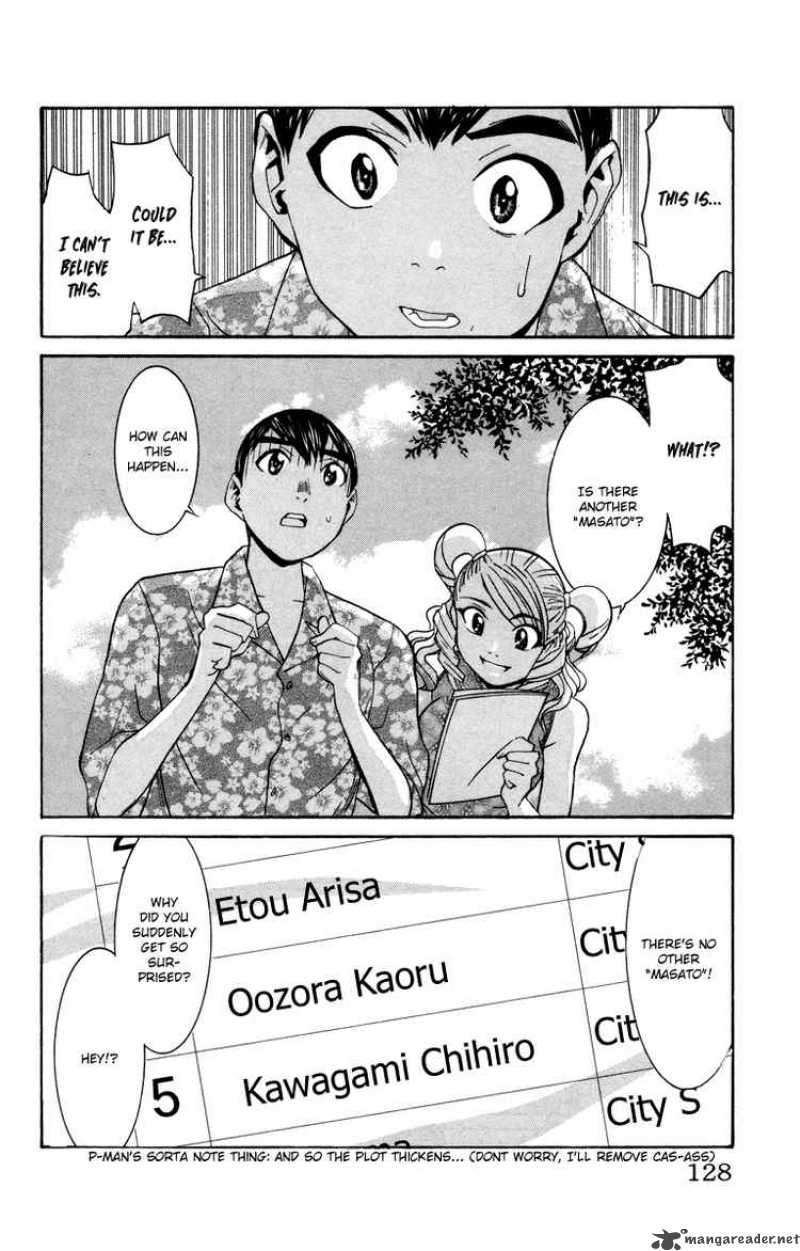 THIS IS...
COULD
IT BE...
I CAN'T
BELIEVE
THIS.
WHAT!?
IS THERE
ANOTHER
"MASATO"?
HOW CAN
THIS
HAPPEN...
THERE'S NO
OTHER
"MASATO"!
WHY
DID YOU
SUDDENLY
GET SO
SUR-
PRISED?
HEY!?
Etou Arisa
City
Oozora Kaoru
Cit
5 Kawagami Chihiro
Cit
City S
P-MAN'S SORTA NOTE THING: AND SO THE PLOT THICKENS... (DONT WORRY, I'LL REMOVE CAS-ASS)
128
mangareader.net